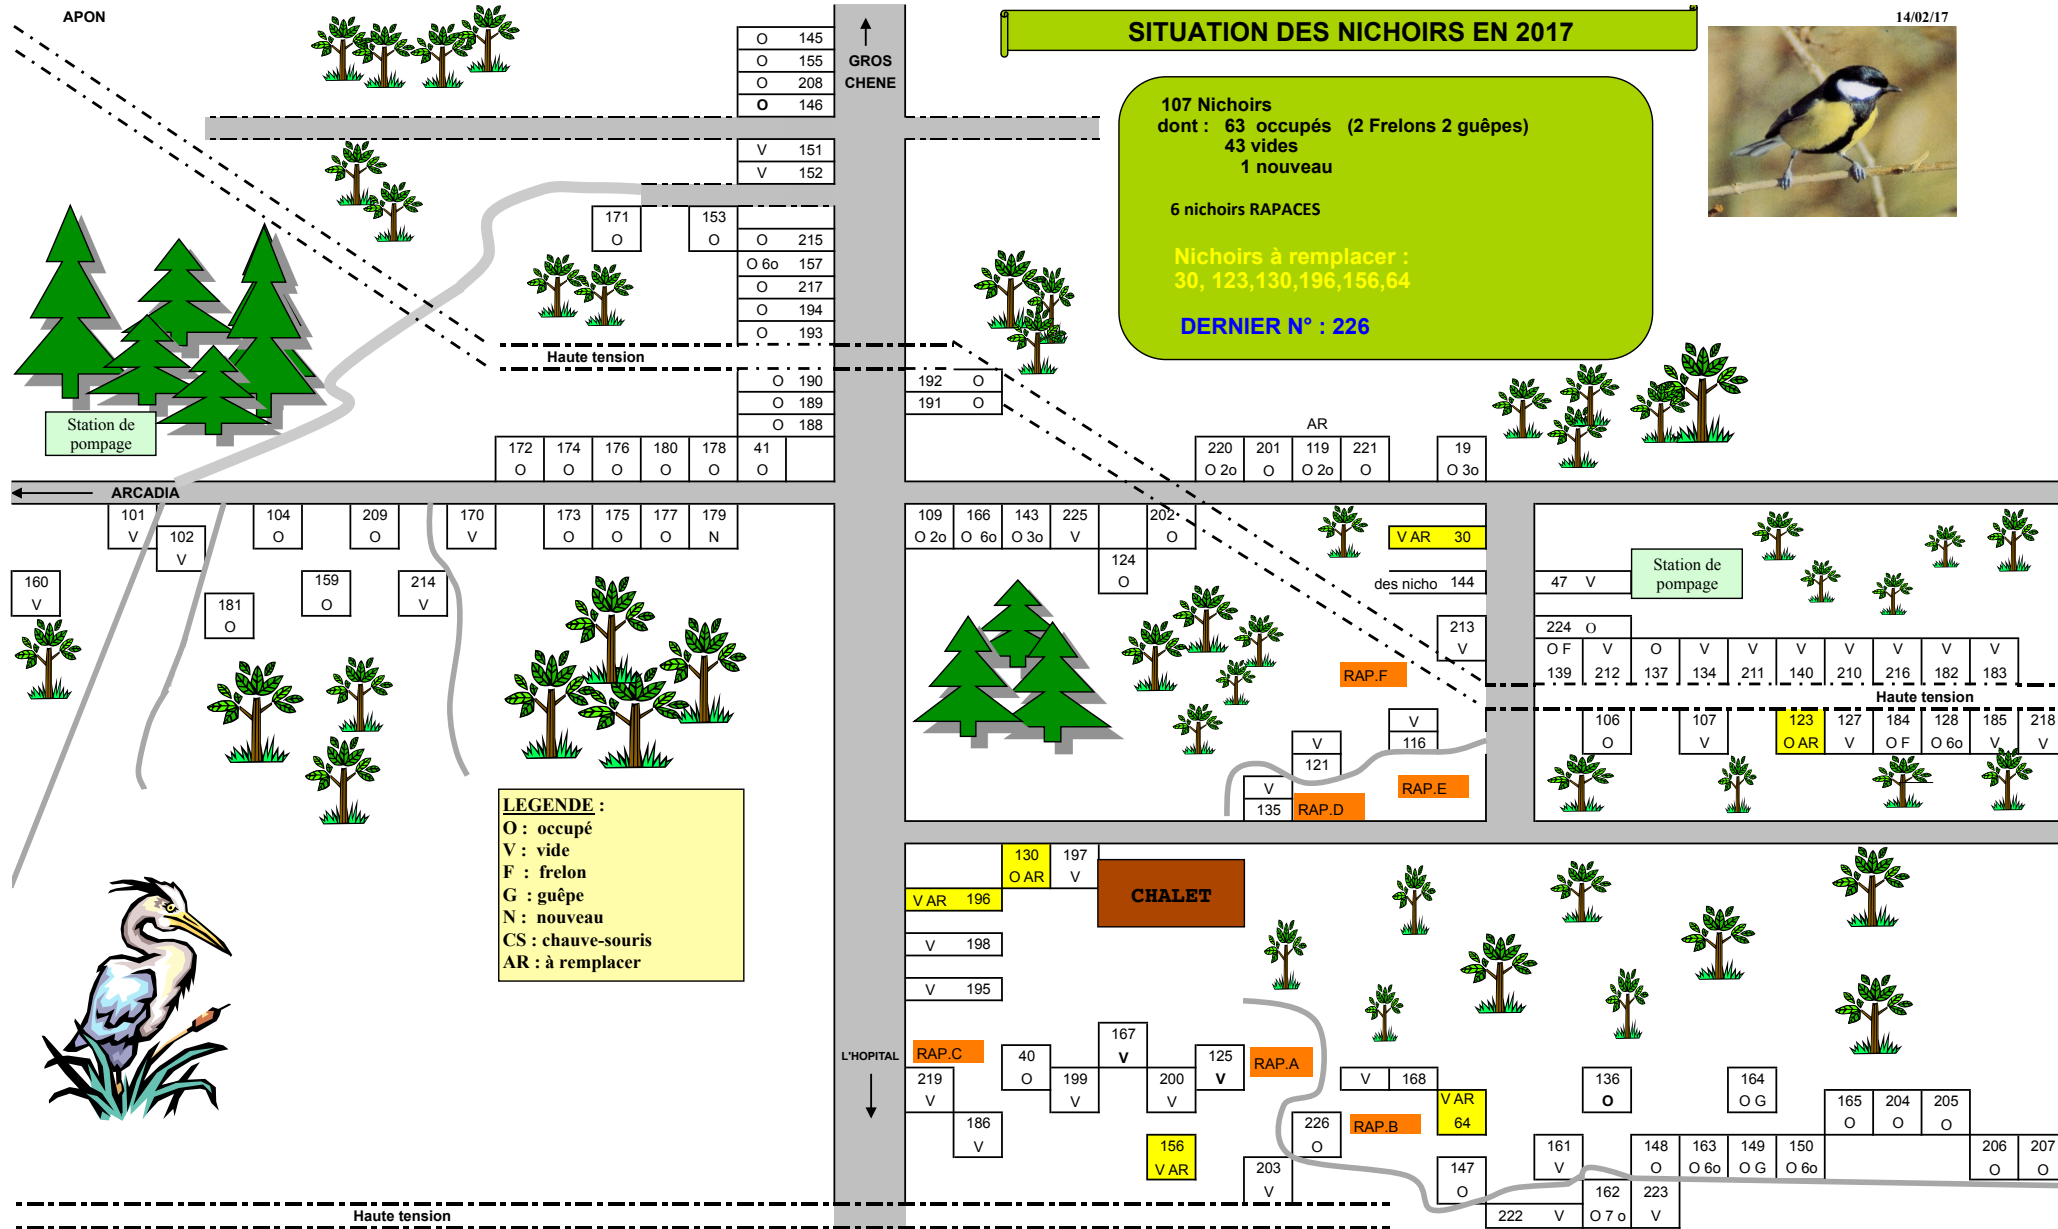 APON
14/02/17
SITUATION DES NICHOIRS EN 2017
O 145
O 155
O 208
O 146
GROS
CHENE
107 Nichoirs
dont : 63 occupés (2 Frelons 2 guêpes)
43 vides
1 nouveau
6 nichoirs RAPACES
Nichoirs à remplacer :
30, 123,130,196,156,64
DERNIER N° : 226
V 151
V 152
171 153
O O
O 215
O 6o 157
O 217
O 194
O 193
Haute tension
O 190
O 189
O 188
192 O
191 O
Station de
pompage
172 174 176 180 178 41
O O O O O O
AR
220 201 119 221 19
O 2o O O 2o O O 3o
ARCADIA
101 102 104 209 170 173 175 177 179
V V O O V O O O N
109 166 143 225 202
O 2o O 6o O 3o V O
124
O
V AR 30
des nicho 144
213
V
47 V
Station de
pompage
224 O
160
V
181
O
159
O
214
V
O F V O V V V V V V V
139 212 137 134 211 140 210 216 182 183
Haute tension
106 107 123 127 184 128 185 218
O V O AR V O F O 6o V V
RAP.F
V
116
V
121
V
135
RAP.E
RAP.D
LEGENDE :
O : occupé
V : vide
F : frelon
G : guêpe
N : nouveau
CS : chauve-souris
AR : à remplacer
130 197
O AR V
CHALET
V AR 196
V 198
V 195
L'HOPITAL
RAP.C
219
V
186
V
40
O
199
V
167
V
200
V
125
V
RAP.A
156
V AR
203
V
226
O
RAP.B
V 168
V AR
64
147
O
136
O
164
O G
165 204 205
O O O
206 207
O O
161 148 163 149 150
V O O 6o O G O 6o
222 V
162 223
O 7 o V
Haute tension